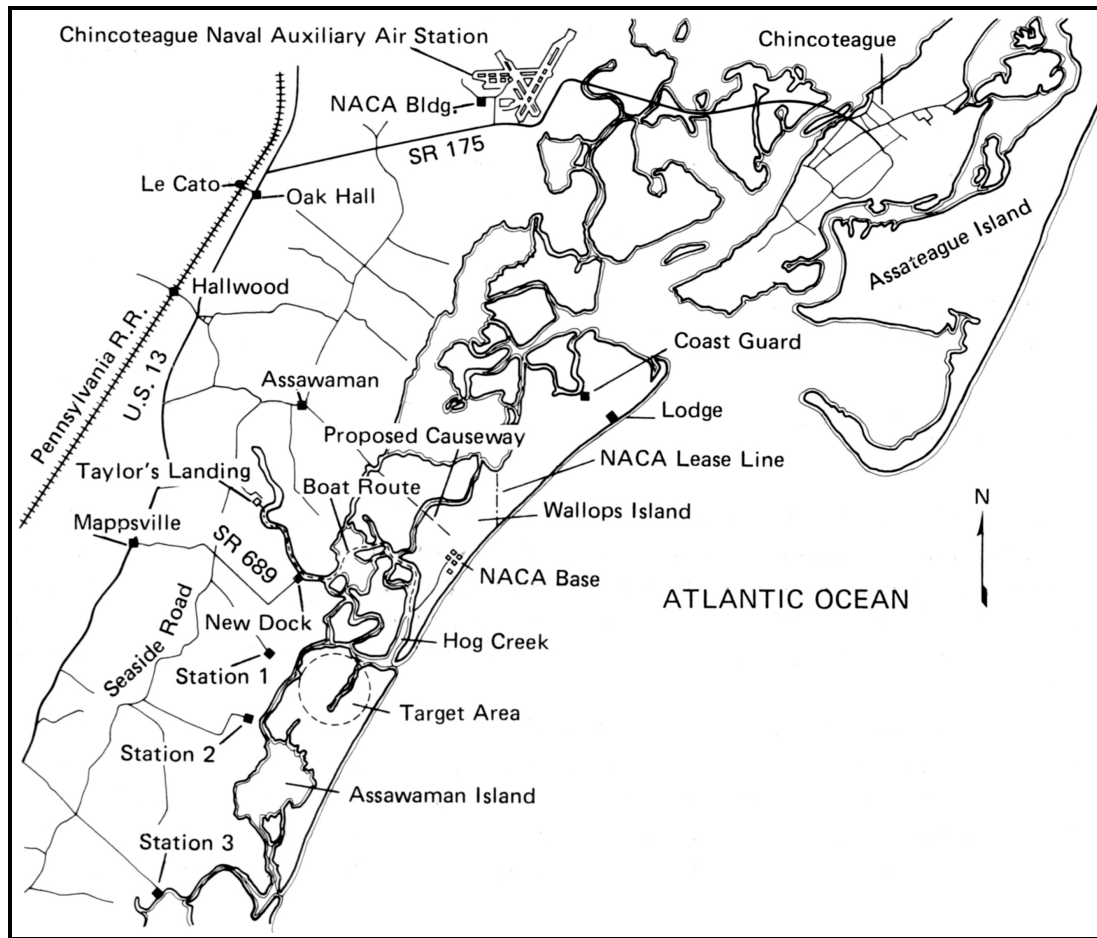 Chincoteague Naval Auxiliary Air Station
Chincoteague
NACA Bldg.
SR 175
Le Cato
Oak Hall
Assateague Island
Hallwood
Pennsylvania R.R.
U.S. 13
Coast Guard
Assawaman
Lodge
Proposed Causeway
NACA Lease Line
Taylor's Landing
Boat Route
Wallops Island
N
Mappsville
SR 689
NACA Base
ATLANTIC OCEAN
New Dock
Hog Creek
Seaside Road
Station 1
Target Area
Station 2
Assawaman Island
Station 3